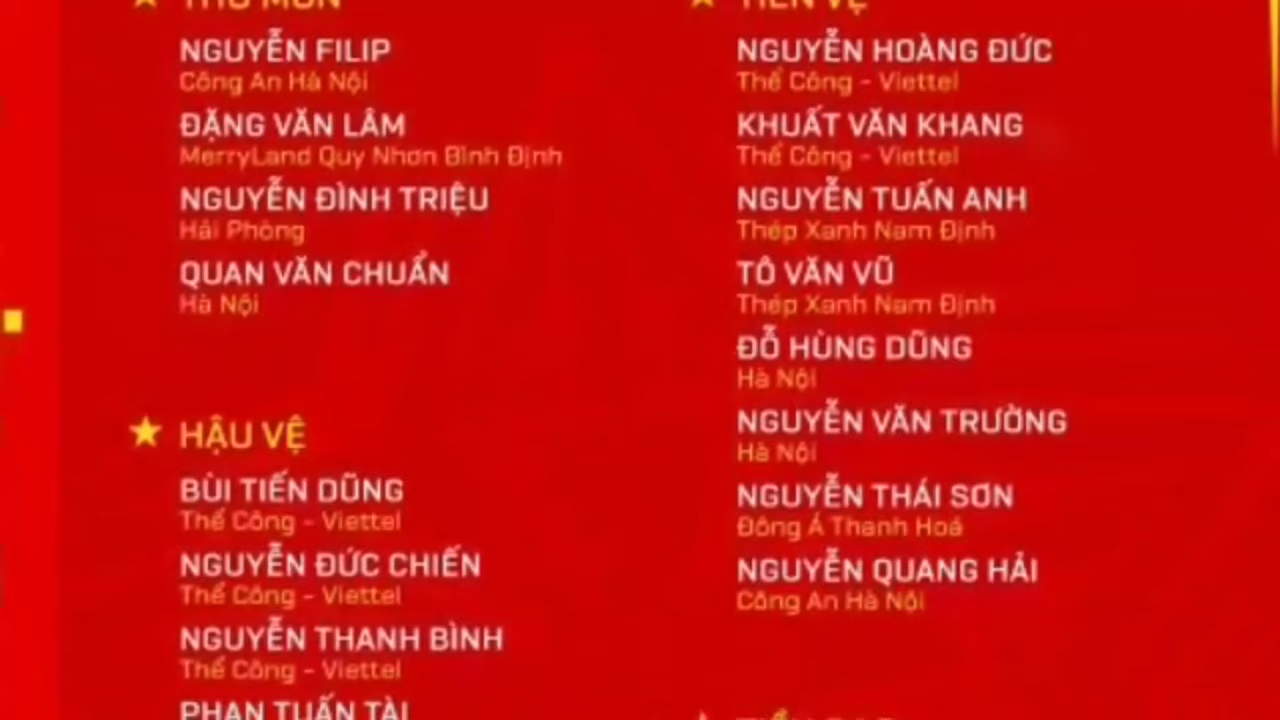 THỦ MÔN
NGUYỄN FILIP
Công An Hà Nội
ĐẶNG VĂN LÂM
MerryLand Quy Nhơn Bình Định
NGUYỄN ĐÌNH TRIỆU
Hải Phòng
QUAN VĂN CHUẨN
Hà Nội
HẬU VỆ
BÙI TIẾN DŨNG
Thể Công - Viettel
NGUYỄN ĐỨC CHIẾN
Thể Công - Viettel
NGUYỄN THANH BÌNH
Thể Công - Viettel
PHAN TUẤN TÀI
TIỀN VỆ
NGUYỄN HOÀNG ĐỨC
Thể Công - Viettel
KHUẤT VĂN KHANG
Thể Công - Viettel
NGUYỄN TUẤN ANH
Thép Xanh Nam Định
TÔ VĂN VŨ
Thép Xanh Nam Định
ĐỖ HÙNG DŨNG
Hà Nội
NGUYỄN VĂN TRƯỜNG
Hà Nội
NGUYỄN THÁI SƠN
Đông Á Thanh Hoá
NGUYỄN QUANG HẢI
Công An Hà Nội